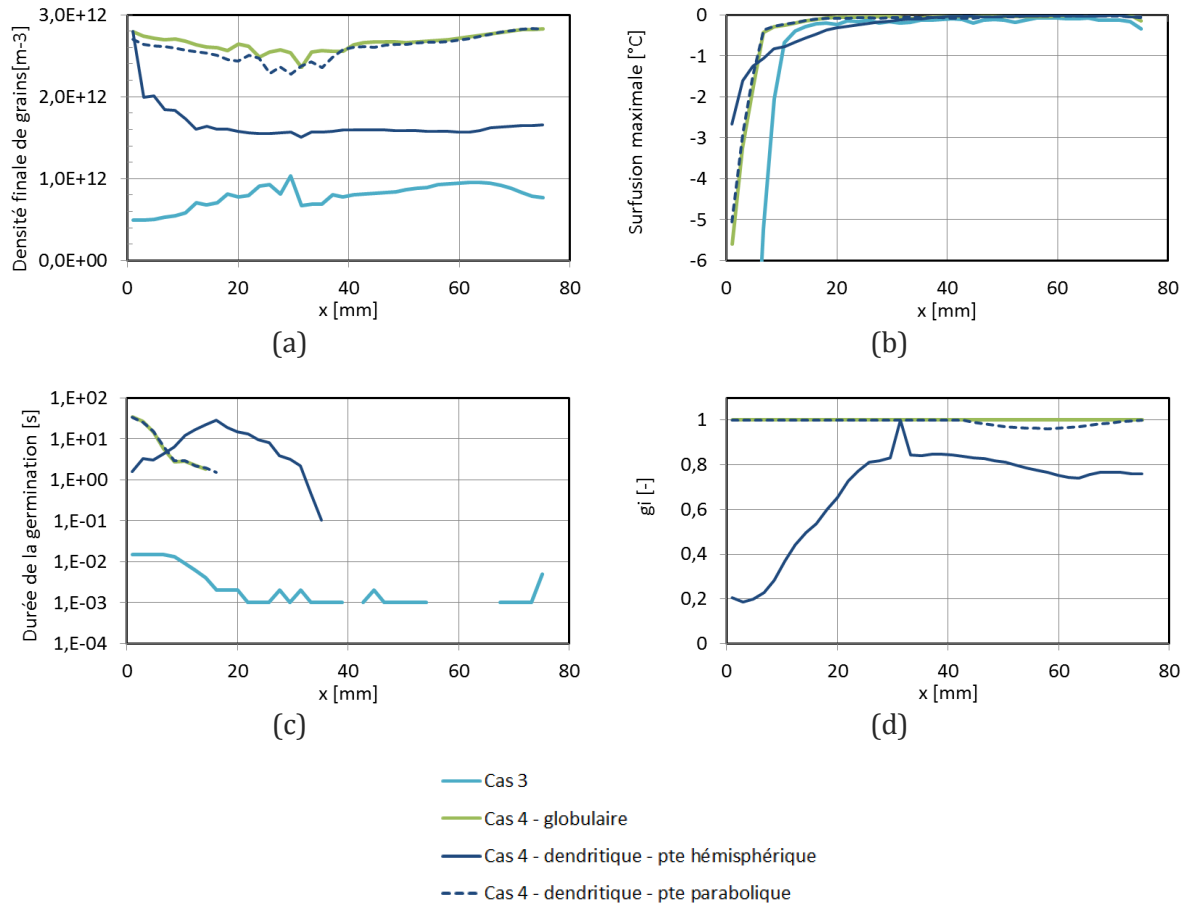 Densité finale de grains[m-3]
3,0E+12
2,0E+12
1,0E+12
0,0E+00
0 20 40 60 80
x [mm]
(a)
Surfusion maximale [°C]
0
-1
-2
-3
-4
-5
-6
0 20 40 60 80
x [mm]
(b)
Durée de la germination [s]
1,E+02
1,E+01
1,E+00
1,E-01
1,E-02
1,E-03
1,E-04
0 20 40 60 80
x [mm]
(c)
gi [-]
1
0,8
0,6
0,4
0,2
0
0 20 40 60 80
x [mm]
(d)
Cas 3
Cas 4 - globulaire
Cas 4 - dendritique - pte hémisphérique
Cas 4 - dendritique - pte parabolique